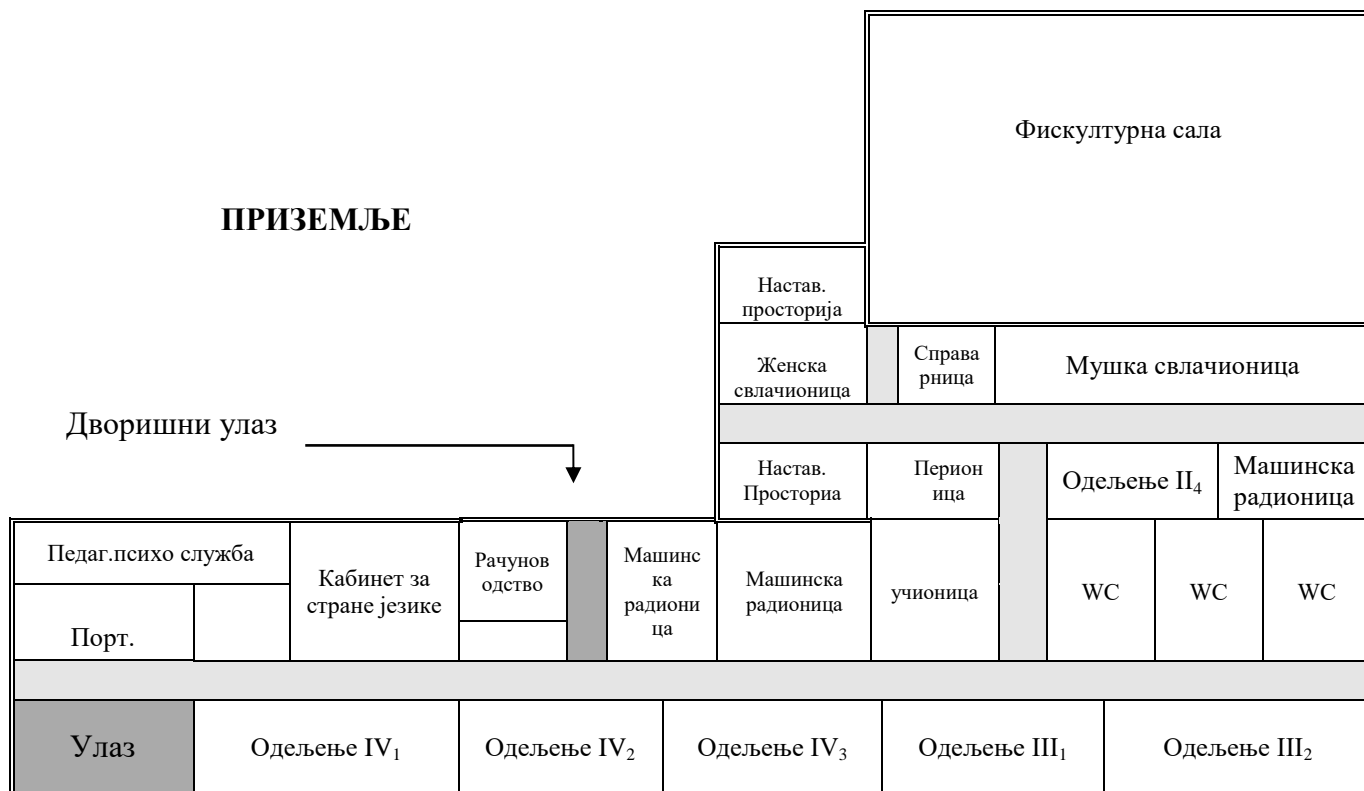 Фискултурна сала
ПРИЗЕМЉЕ
Настав.
просторија
Женска
свлачионица
Справа
рница
Мушка свлачионица
Дворишни улаз
Настав.
Просториа
Перион
ица
Одељење II₄
Машинска
радионица
Педаг.психо служба
Кабинет за
стране језике
Рачунов
одство
Машинс
ка
радиони
ца
Машинска
радионица
учионица
WC
WC
WC
Порт.
Улаз
Одељење IV₁
Одељење IV₂
Одељење IV₃
Одељење III₁
Одељење III₂